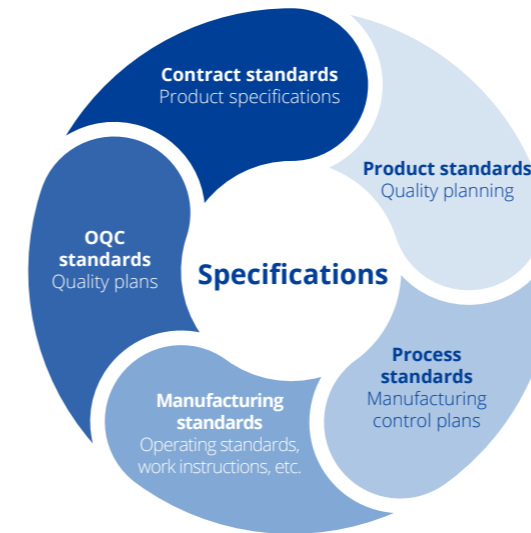 Contract standards
Product specifications
Product standards
Quality planning
OQC
standards
Quality plans
Specifications
Process
standards
Manufacturing
control plans
Manufacturing
standards
Operating standards,
work instructions, etc.